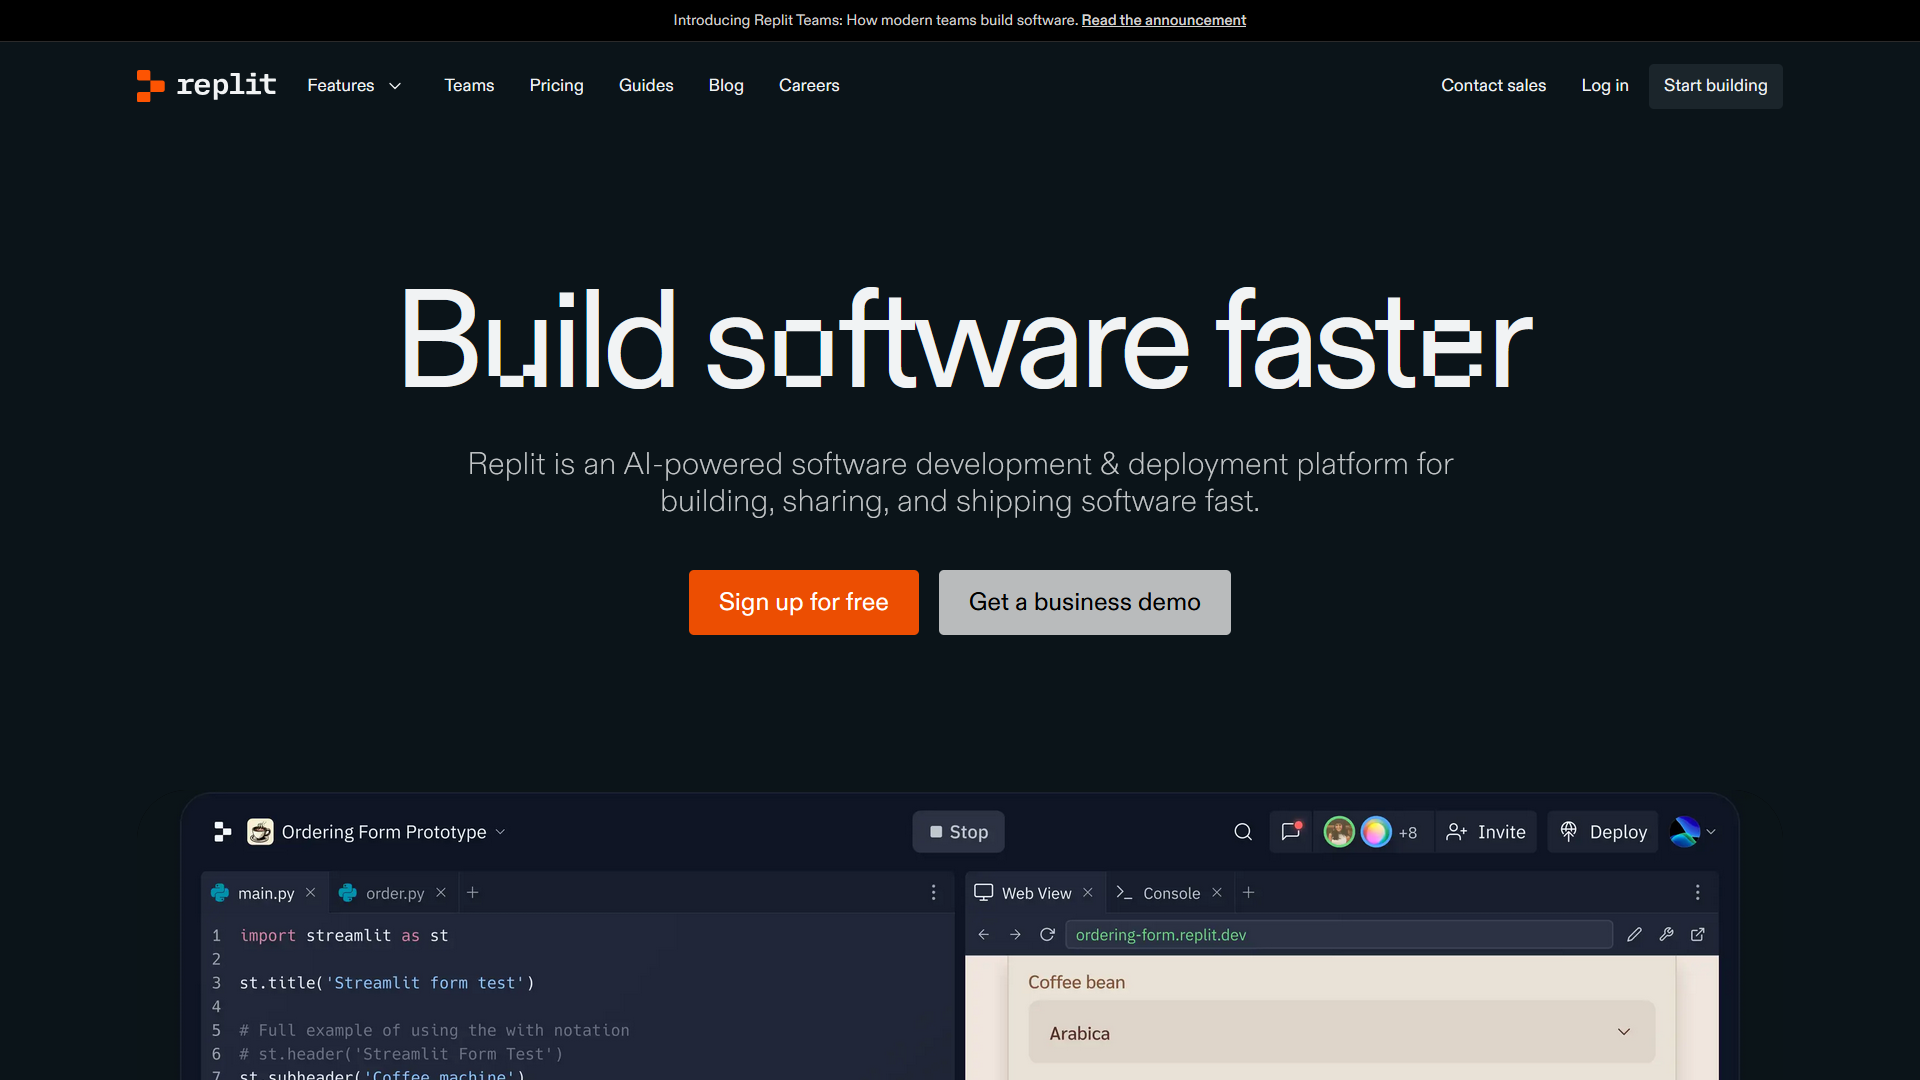 Introducing Replit Teams: How modern teams build software. Read the announcement
replit Features Teams Pricing Guides Blog Careers Contact sales Log in Start building
Build software faster
Replit is an AI-powered software development & deployment platform for
building, sharing, and shipping software fast.
Sign up for free Get a business demo
Ordering Form Prototype Stop +8 Invite Deploy
main.py order.py
1 import streamlit as st
2
3 st.title('Streamlit form test')
4
5 # Full example of using the with notation
6 # st.header('Streamlit Form Test')
7 st.subheader('Coffee machine')
Web View Console
ordering-form.replit.dev
Coffee bean
Arabica